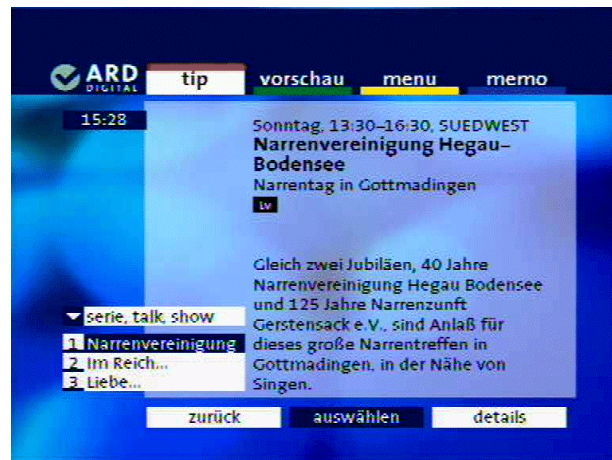 ARD
DIGITAL
tip
vorschau
menu
memo
15:28
Sonntag, 13:30–16:30, SUEDWEST
Narrenvereinigung Hegau–
Bodensee
Narrentag in Gottmadingen
Lv
Gleich zwei Jubiläen, 40 Jahre
Narrenvereinigung Hegau Bodensee
und 125 Jahre Narrenzunft
Gerstensack e.V., sind Anlaß für
dieses große Narrentreffen in
Gottmadingen, in der Nähe von
Singen.
serie, talk, show
1 Narrenvereinigung
2 Im Reich...
3 Liebe...
zurück
auswählen
details